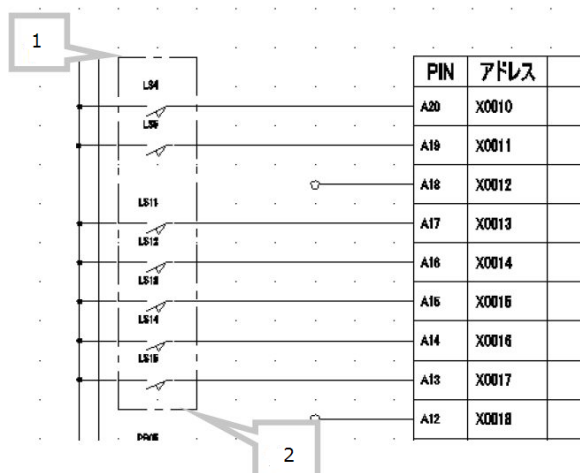 1
PIN アドレス
LS4
A20 X0010
LS5
A19 X0011
A18 X0012
LS11
A17 X0013
LS12
A16 X0014
LS13
A15 X0015
LS14
A14 X0016
LS15
A13 X0017
A12 X0018
2